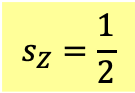 s_Z = 1/2